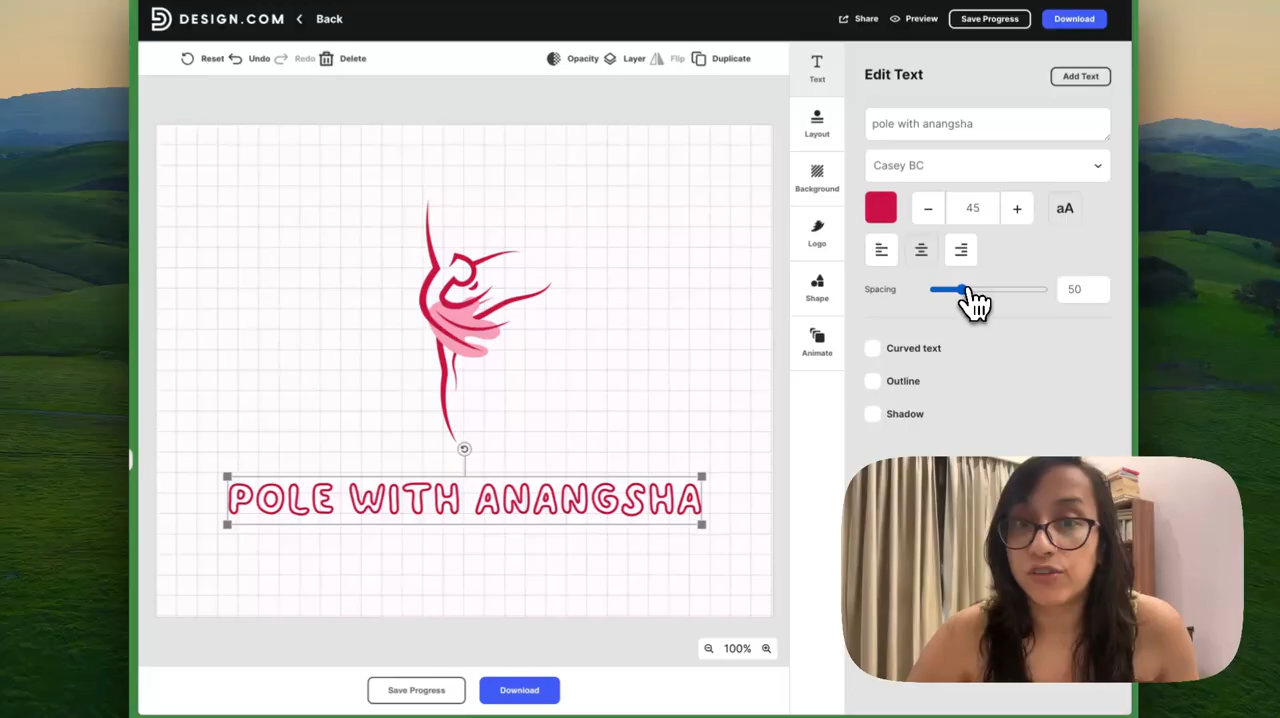 DESIGN.COM Back Share Preview Save Progress Download
Reset Undo Redo Delete Opacity Layer Flip Duplicate
Text
Layout
Background
Logo
Shape
Animate
Edit Text Add Text
pole with anangsha
Casey BC
45 aA
Spacing 50
Curved text
Outline
Shadow
POLE WITH ANANGSHA
100%
Save Progress Download